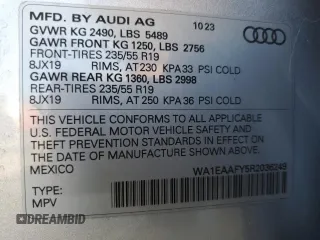 MFD. BY AUDI AG 10 23
GVWR KG 2490, LBS 5489
GAWR FRONT KG 1250, LBS 2756
FRONT-TIRES 235/55 R19
8JX19 RIMS, AT 230 KPA 33 PSI COLD
GAWR REAR KG 1360, LBS 2998
REAR-TIRES 235/55 R19
8JX19 RIMS, AT 250 KPA 36 PSI COLD
THIS VEHICLE CONFORMS TO ALL APPLICABLE
U.S. FEDERAL MOTOR VEHICLE SAFETY AND
THEFT PREVENTION STANDARDS IN EFFECT
ON THE DATE OF MANUFACTURE SHOWN ABOVE
MEXICO WA1EAAFY5R2036246
TYPE:
MPV
DREAMBID